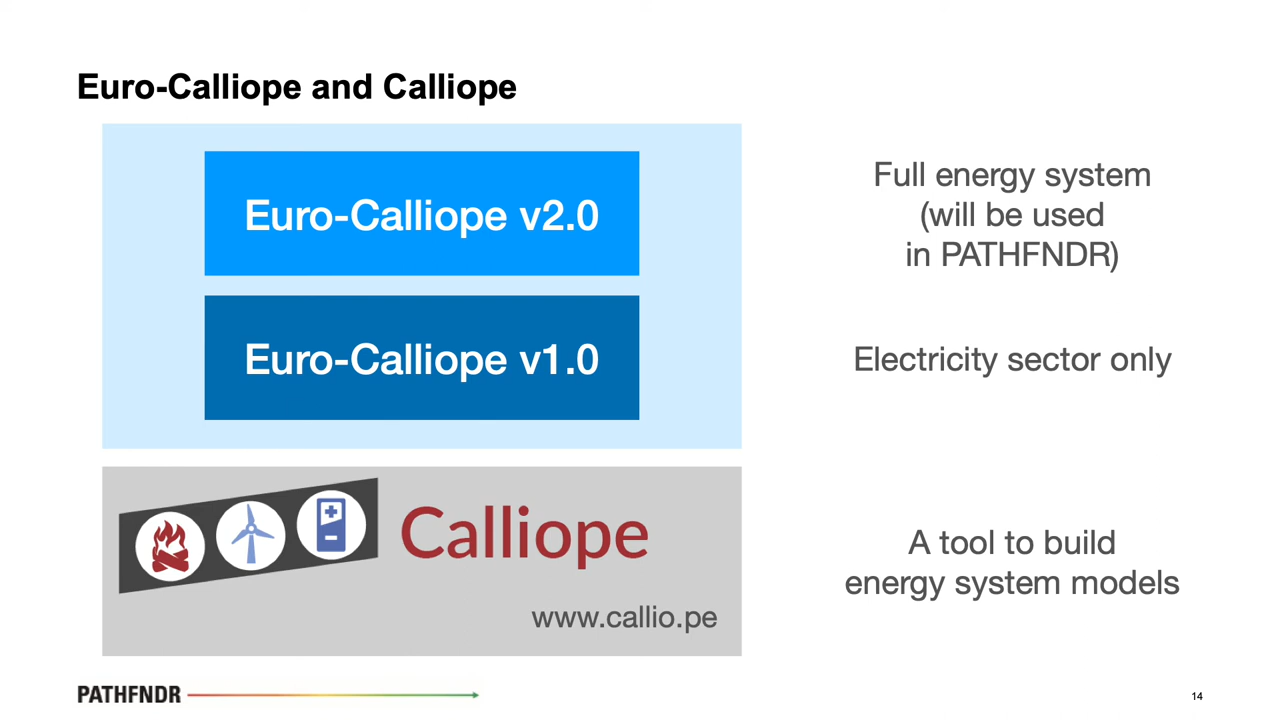 Euro-Calliope and Calliope
Euro-Calliope v2.0
Full energy system
(will be used
in PATHFNDR)
Euro-Calliope v1.0
Electricity sector only
Calliope
www.callio.pe
A tool to build
energy system models
PATHFNDR
14